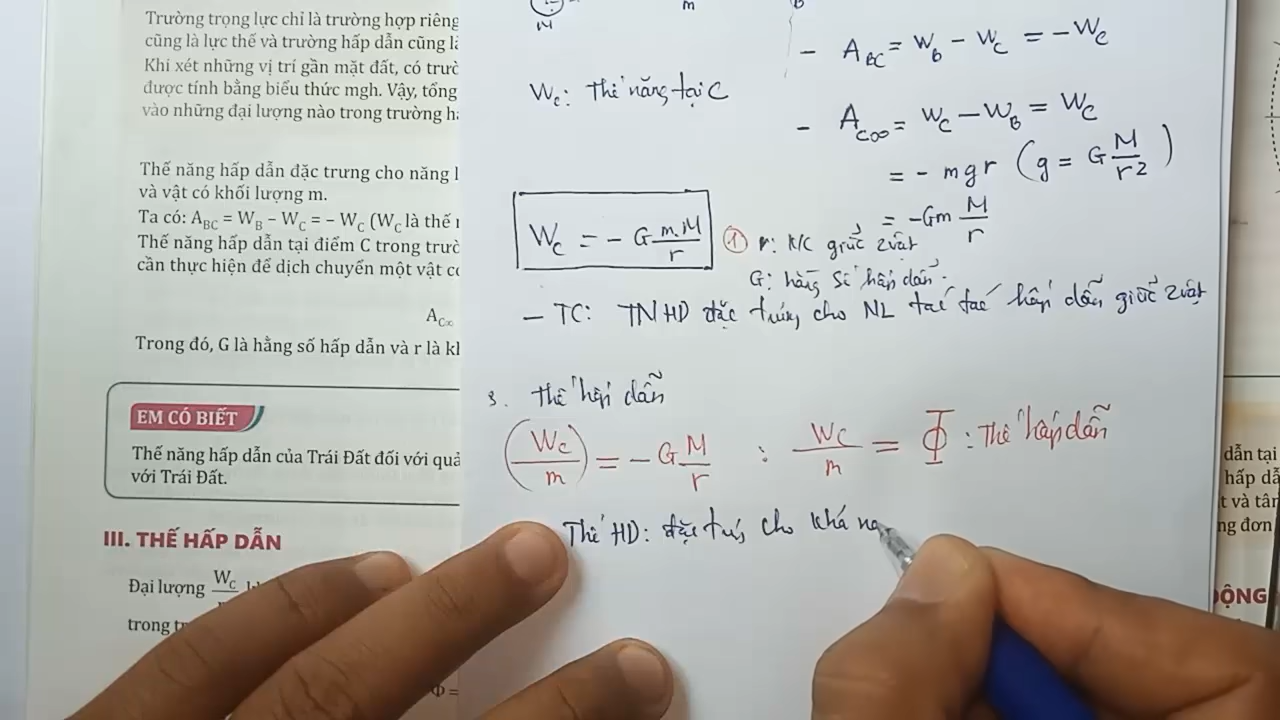 Trường trọng lực chỉ là trường hợp riêng
cũng là lực thế và trường hấp dẫn cũng là
Khi xét những vị trí gần mặt đất, có trườ
được tính bằng biểu thức mgh. Vậy, tổng
vào những đại lượng nào trong trường h
Thế năng hấp dẫn đặc trưng cho năng l
và vật có khối lượng m.
Ta có: A_BC = W_B – W_C = – W_C (W_C là thế n
Thế năng hấp dẫn tại điểm C trong trườ
cần thực hiện để dịch chuyển một vật có
A_C∞
Trong đó, G là hằng số hấp dẫn và r là kh
EM CÓ BIẾT
Thế năng hấp dẫn của Trái Đất đối với quả
với Trái Đất.
III. THẾ HẤP DẪN
Đại lượng W_C
trong tr
Φ =
M
m
B
- A_BC = W_B - W_C = -W_C
W_C: Thế năng tại C
- A_C∞ = W_C - W_B = W_C
= - mgr (g = G M/r²)
= -Gm M/r
W_C = - G m.M/r
① r: K/C giữa 2 vật
G: hằng số hấp dẫn.
- TC: TNHD đặc trưng cho NL tác hấp dẫn giữa 2 vật
3. Thế hấp dẫn
(W_C/m) = -G M/r : W_C/m = Φ : Thế hấp dẫn
Thế HD: đặc trưng cho khả na
dẫn tại
hấp dẫ
t và tân
ng đơn
ĐỘNG